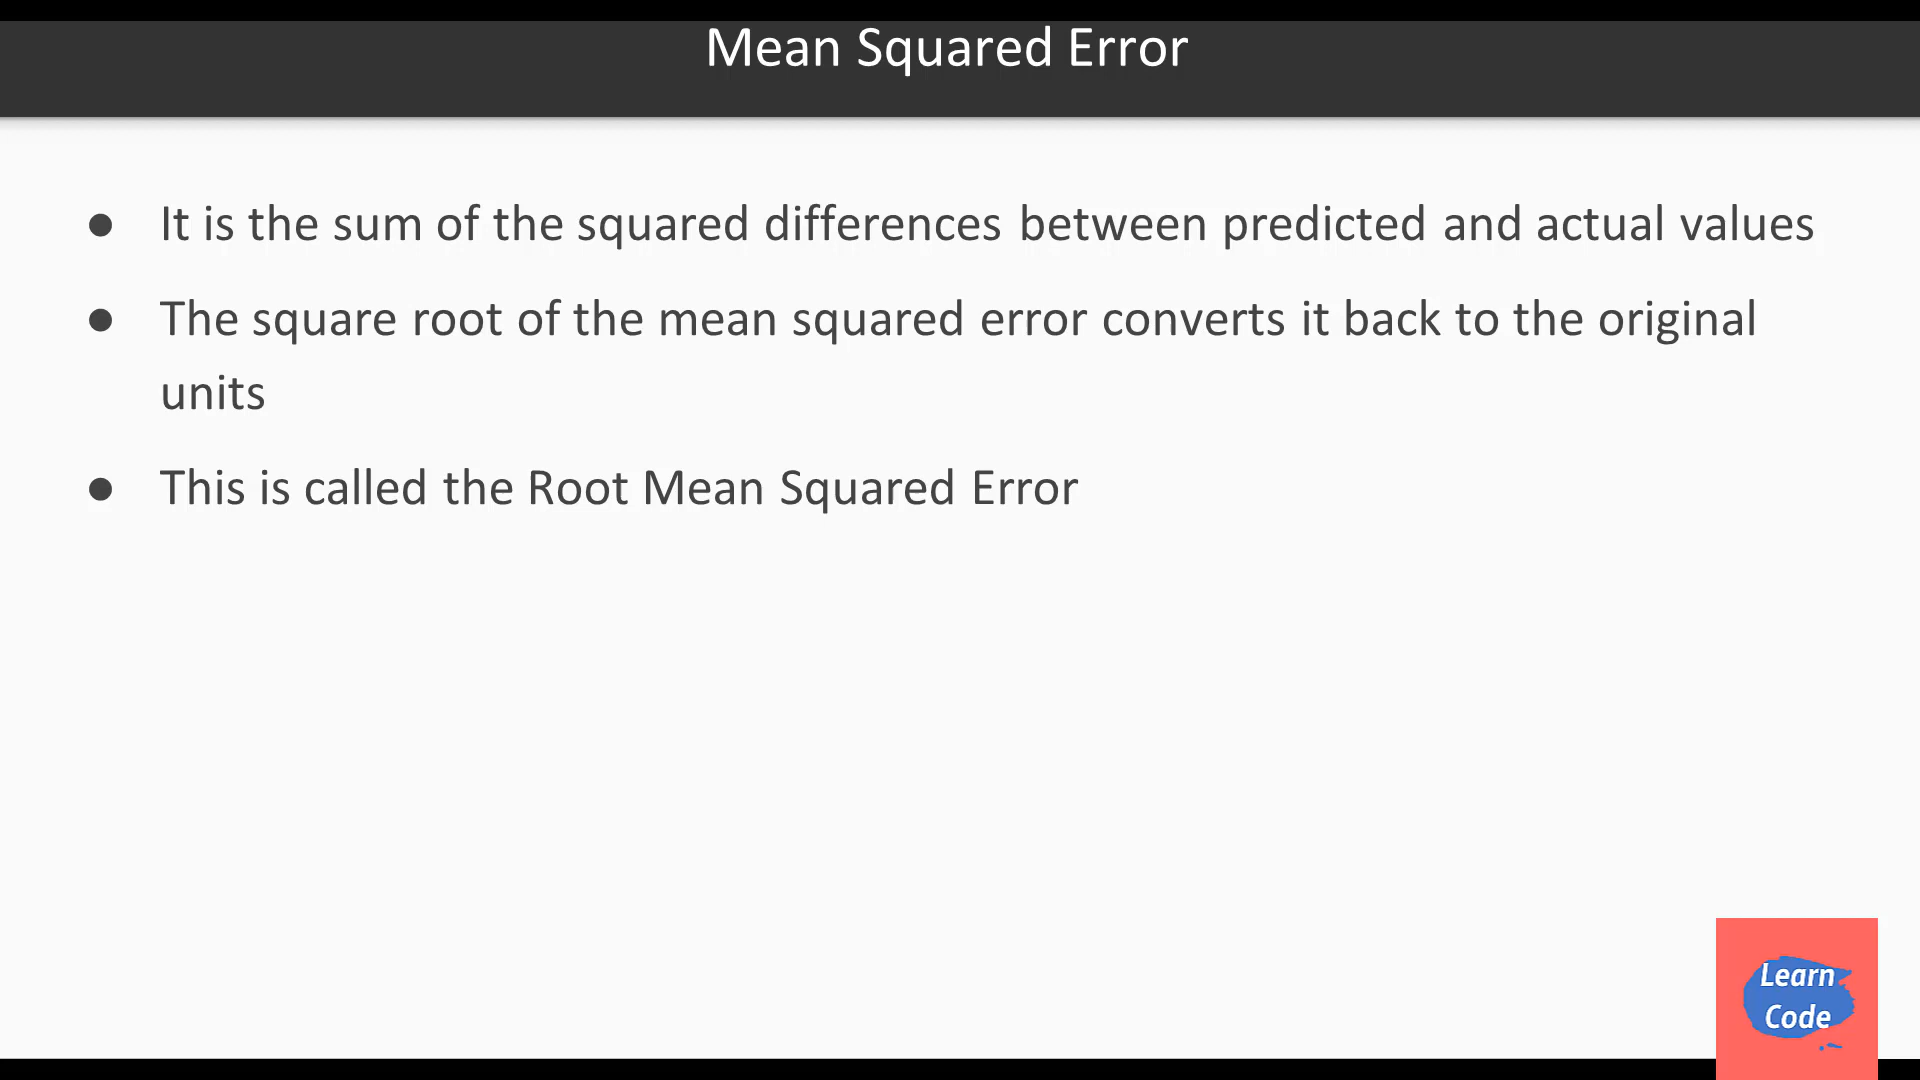 Mean Squared Error
● It is the sum of the squared differences between predicted and actual values
● The square root of the mean squared error converts it back to the original
units
● This is called the Root Mean Squared Error
Learn
Code